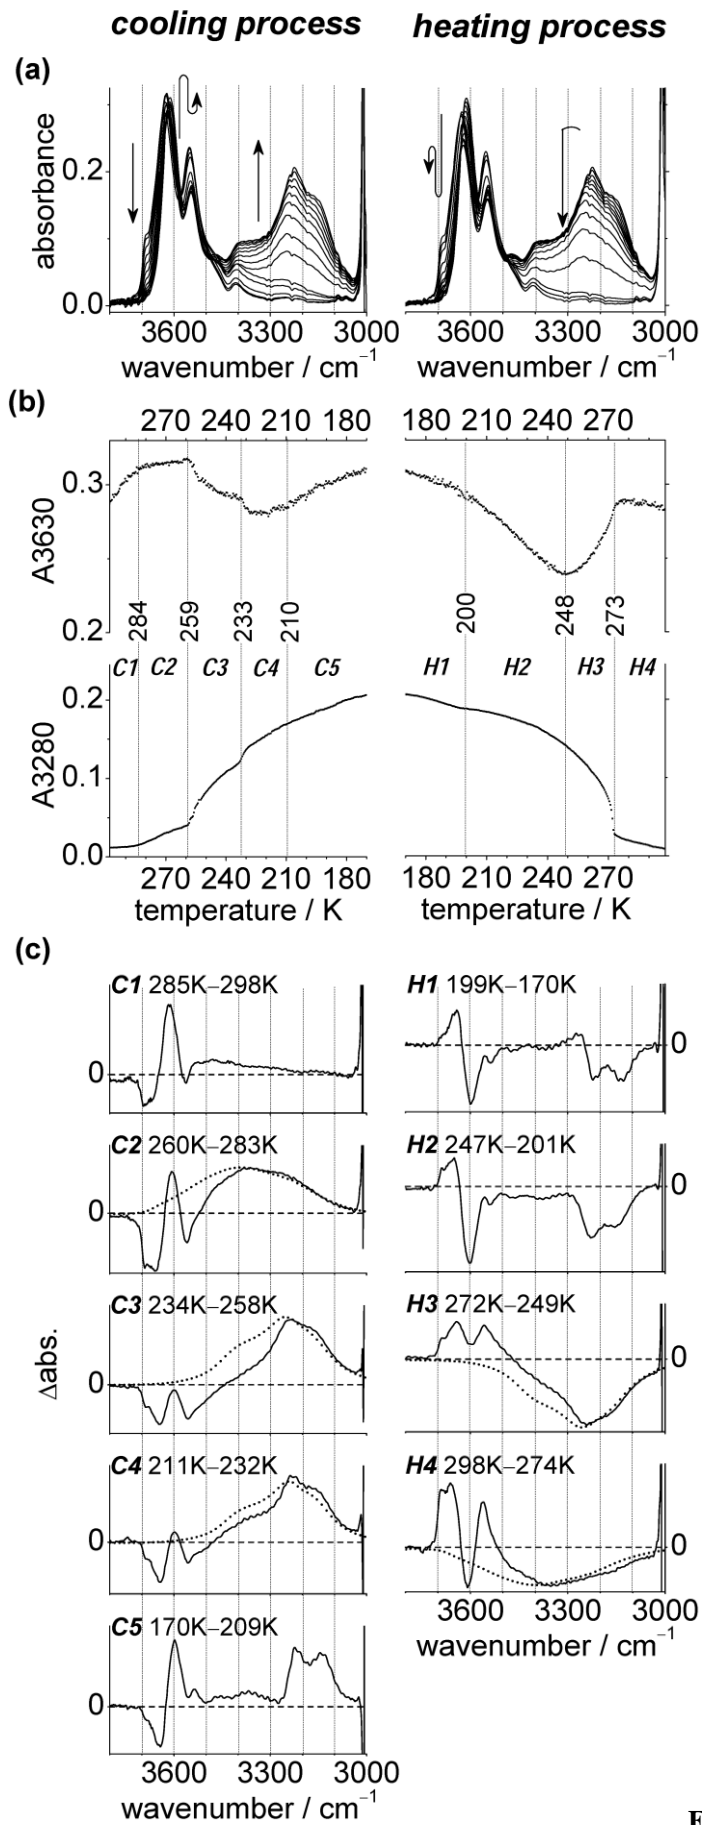 cooling process
heating process
(a)
absorbance
0.2
0.0
3600 3300 3000
wavenumber / cm⁻¹
3600 3300 3000
wavenumber / cm⁻¹
(b)
270 240 210 180
180 210 240 270
A3630
0.3
0.2
284
259
233
210
200
248
273
C1 C2 C3 C4 C5
H1 H2 H3 H4
A3280
0.2
0.1
0.0
270 240 210 180
temperature / K
180 210 240 270
temperature / K
(c)
Δabs.
C1 285K–298K
0
H1 199K–170K
0
C2 260K–283K
0
H2 247K–201K
0
C3 234K–258K
0
H3 272K–249K
0
C4 211K–232K
0
H4 298K–274K
0
3600 3300 3000
wavenumber / cm⁻¹
C5 170K–209K
0
3600 3300 3000
wavenumber / cm⁻¹